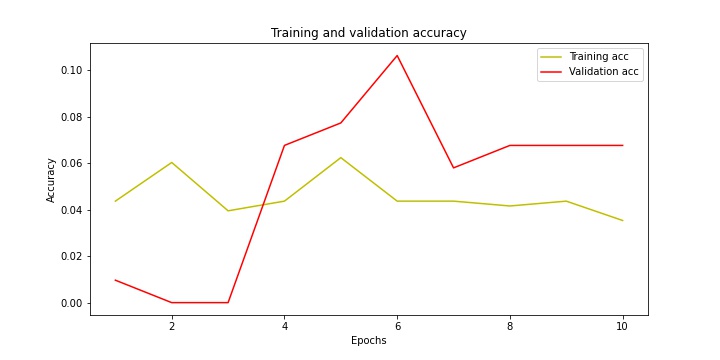 Training and validation accuracy
Training acc
Validation acc
0.10
0.08
0.06
0.04
0.02
0.00
Accuracy
2 4 6 8 10
Epochs